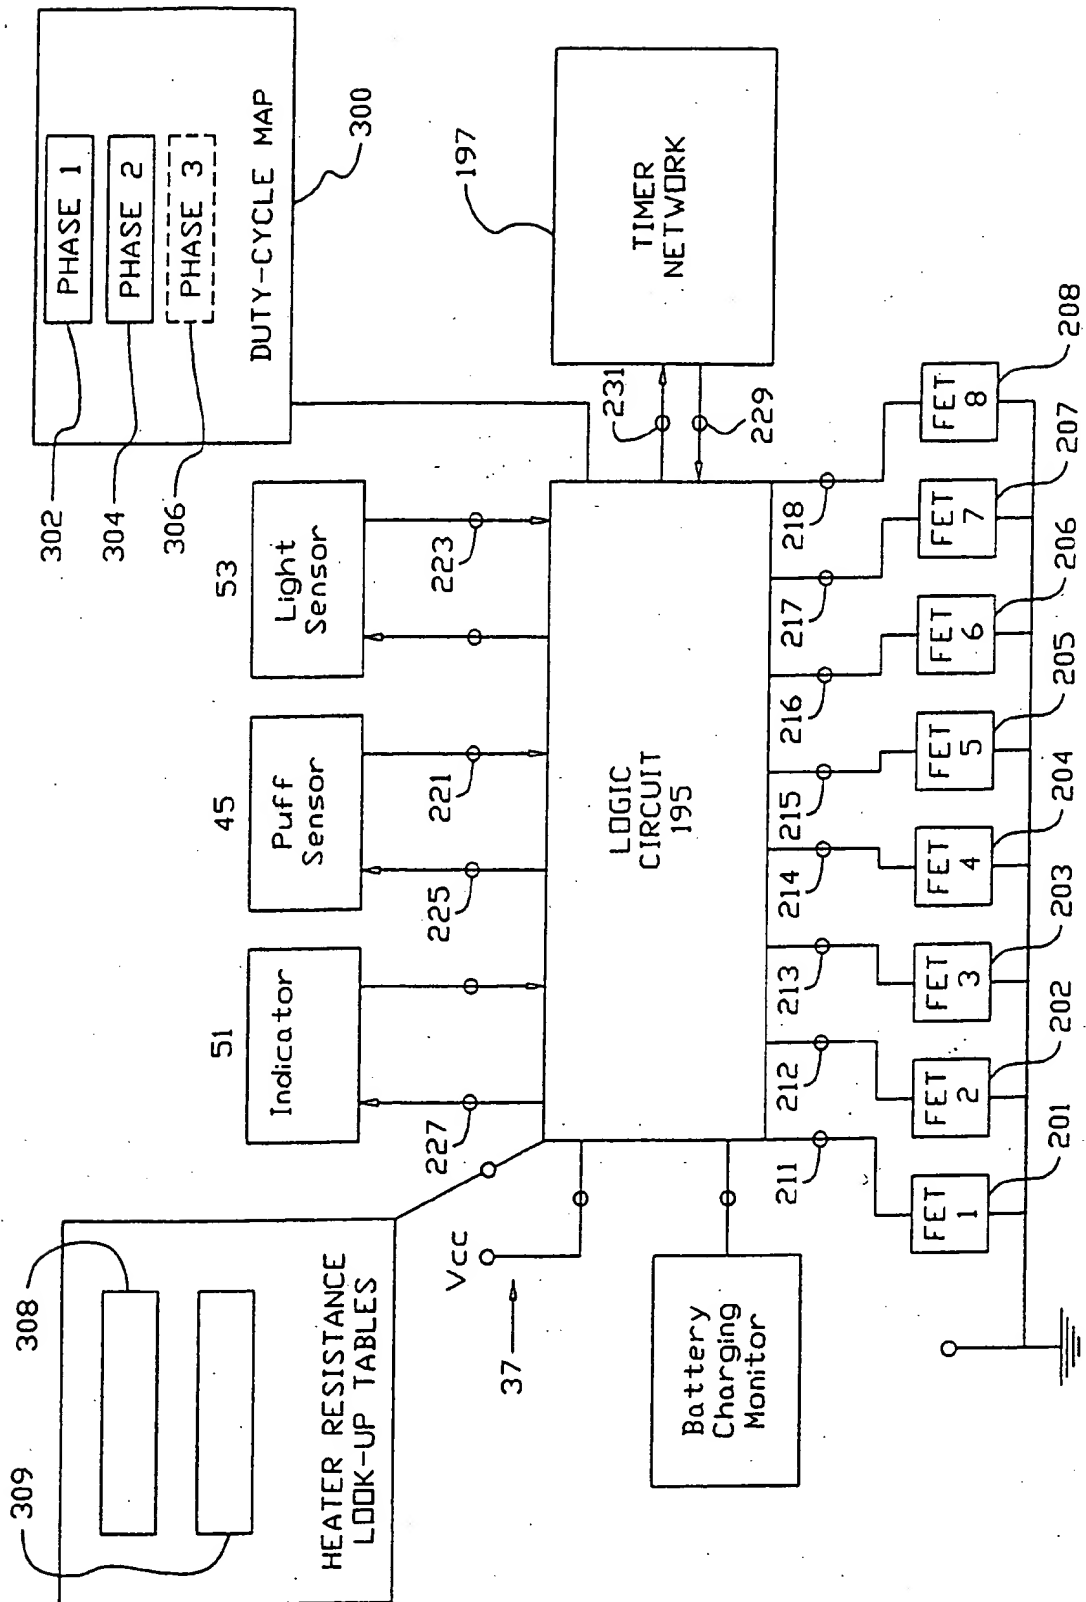 308
309
HEATER RESISTANCE
LOOK-UP TABLES
51
Indicator
45
Puff
Sensor
53
Light
Sensor
302
304
306
PHASE 1
PHASE 2
PHASE 3
DUTY-CYCLE MAP
300
227
225
221
223
Vcc
37
LOGIC
CIRCUIT
195
231
229
197
TIMER
NETWORK
Battery
Charging
Monitor
211
212
213
214
215
216
217
218
FET
1
FET
2
FET
3
FET
4
FET
5
FET
6
FET
7
FET
8
201
202
203
204
205
206
207
208